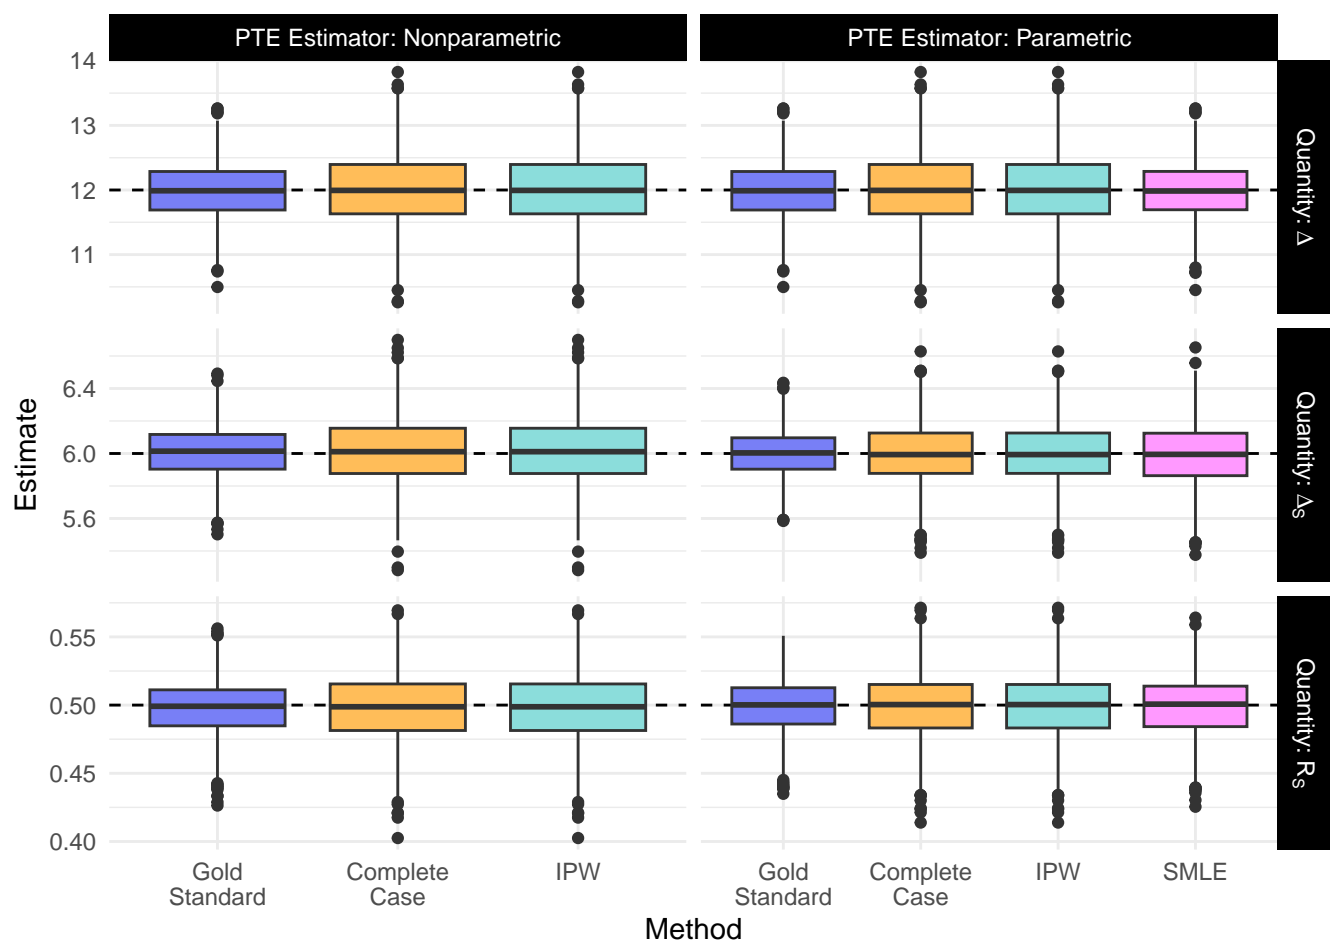 PTE Estimator: Nonparametric
PTE Estimator: Parametric
14
13
12
11
Quantity: Δ
6.4
6.0
5.6
Quantity: ΔS
0.55
0.50
0.45
0.40
Quantity: RS
Estimate
Gold
Standard
Complete
Case
IPW
Gold
Standard
Complete
Case
IPW
SMLE
Method